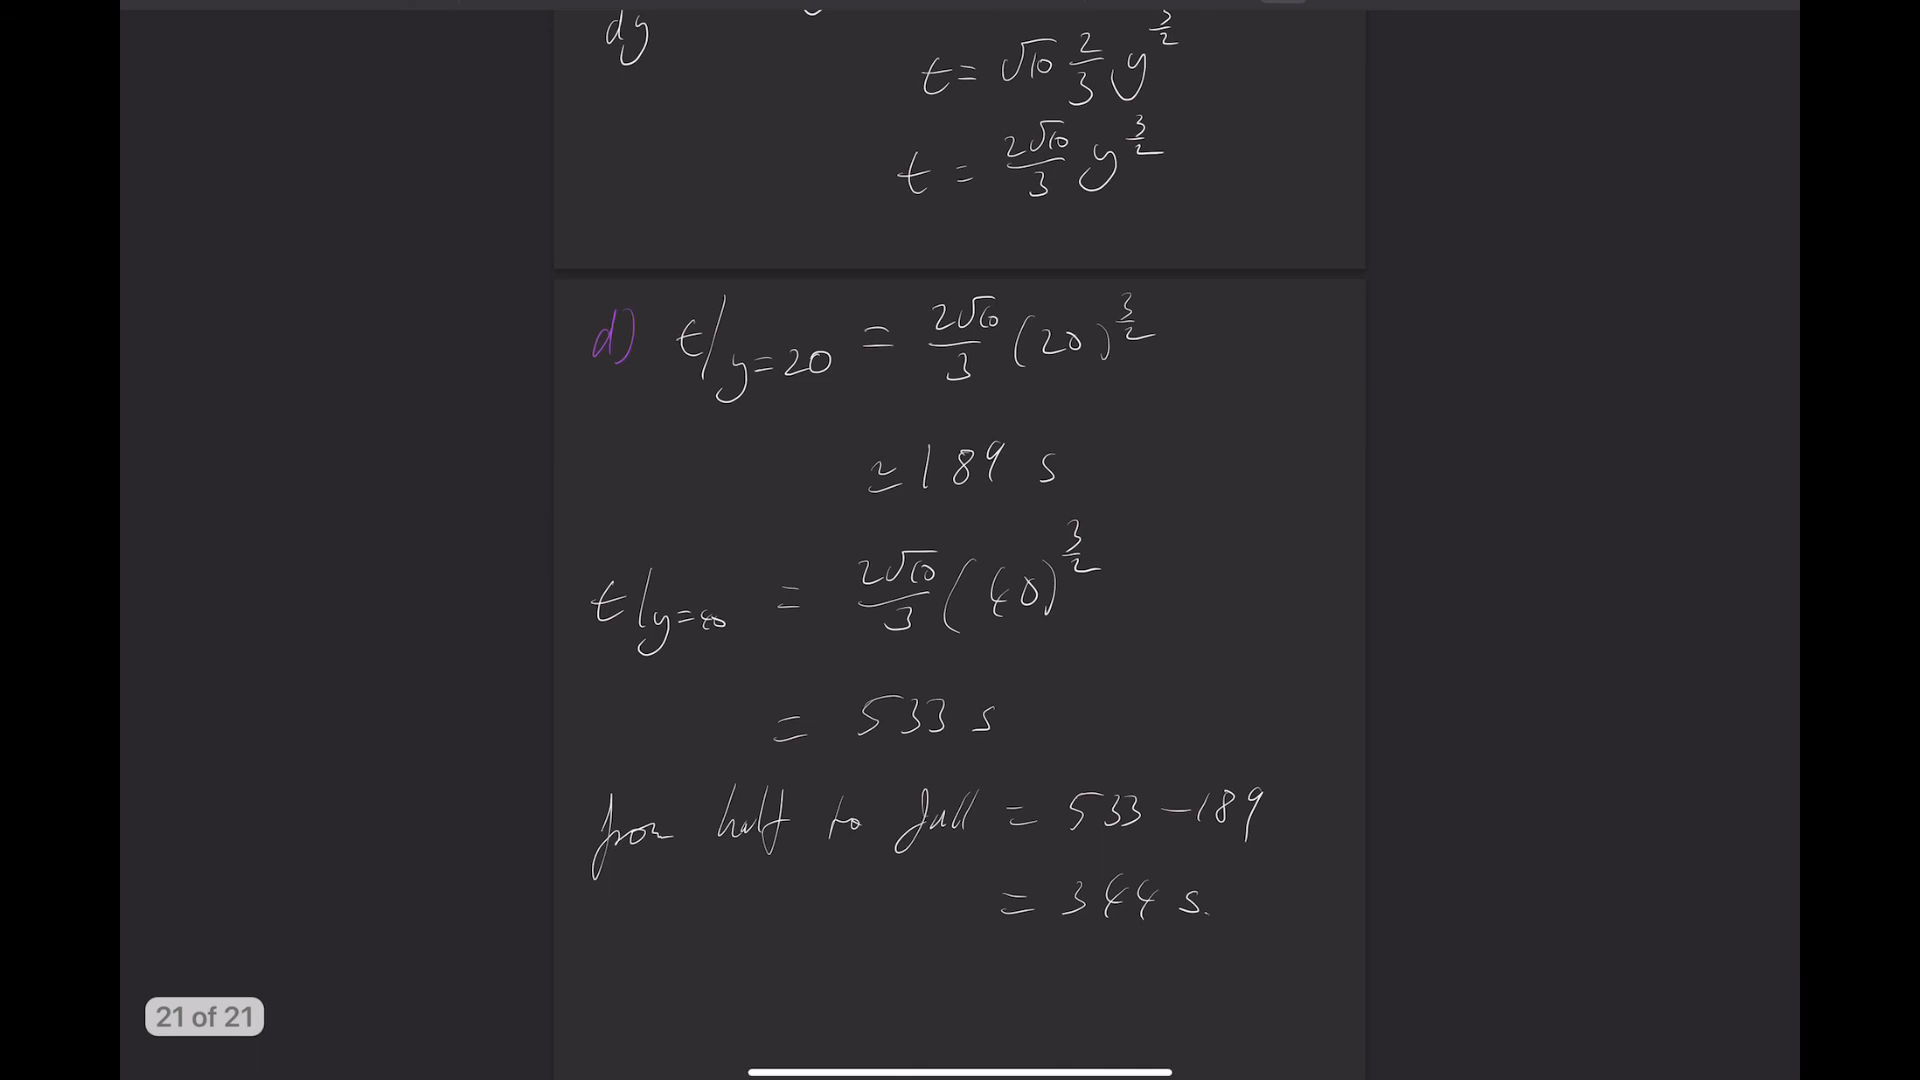 dy
t = √10 2/3 y^3/2
t = 2√10/3 y^3/2
d) t/y=20 = 2√10/3 (20)^3/2
≃ 189 s
t|y=40 = 2√10/3 (40)^3/2
= 533 s
from half to full = 533 - 189
= 344 s.
21 of 21